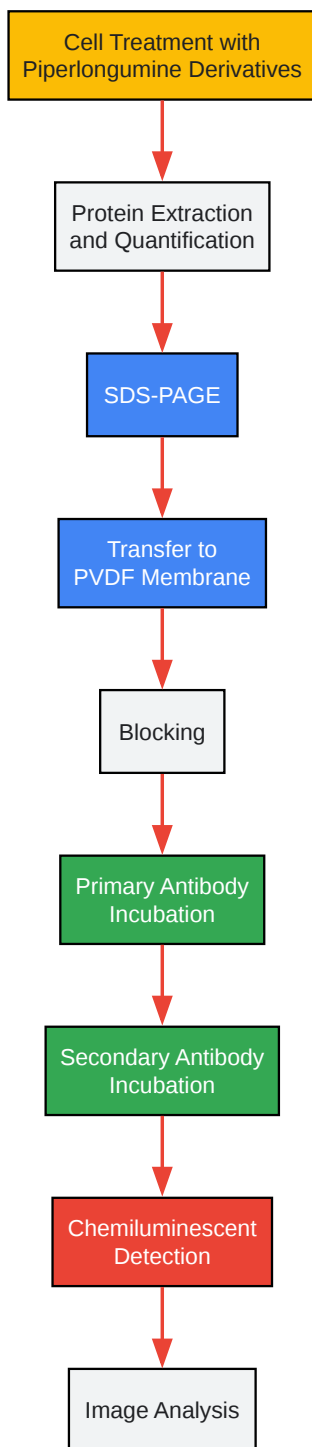 Cell Treatment with
Piperlongumine Derivatives
Protein Extraction
and Quantification
SDS-PAGE
Transfer to
PVDF Membrane
Blocking
Primary Antibody
Incubation
Secondary Antibody
Incubation
Chemiluminescent
Detection
Image Analysis